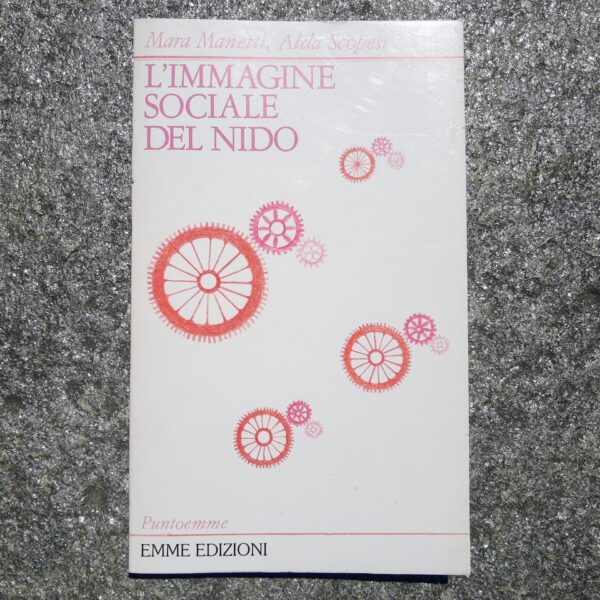 Mara Manetti, Alda Scopesi
L'IMMAGINE
SOCIALE
DEL NIDO
Puntoemme
EMME EDIZIONI